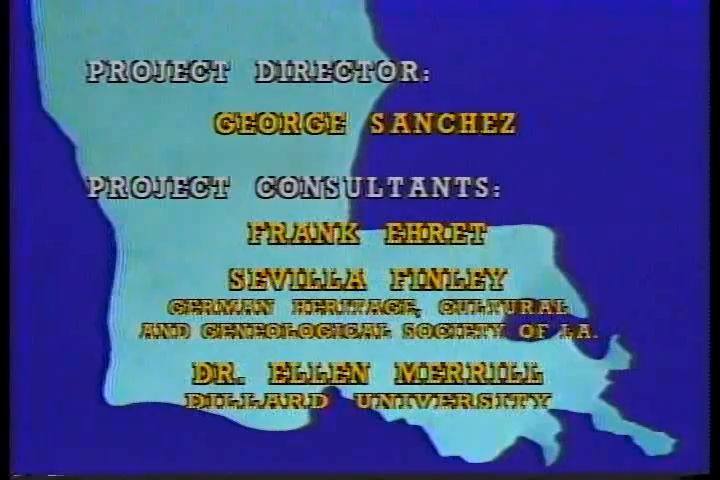 PROJECT DIRECTOR:
GEORGE SANCHEZ
PROJECT CONSULTANTS:
FRANK EHRET
SEVILLA FINLEY
GERMAN HERITAGE, CULTURAL
AND GENEOLOGICAL SOCIETY OF LA.
DR. ELLEN MERRILL
DILLARD UNIVERSITY